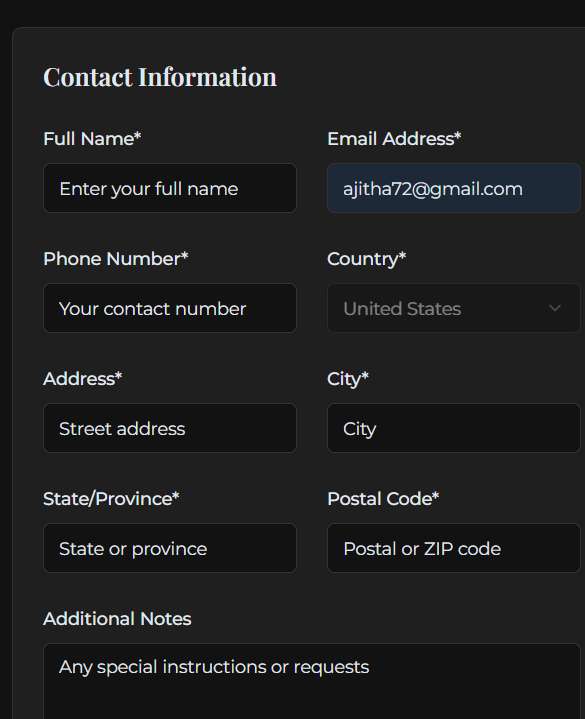 Contact Information
Full Name* Email Address*
Enter your full name ajitha72@gmail.com
Phone Number* Country*
Your contact number United States
Address* City*
Street address City
State/Province* Postal Code*
State or province Postal or ZIP code
Additional Notes
Any special instructions or requests